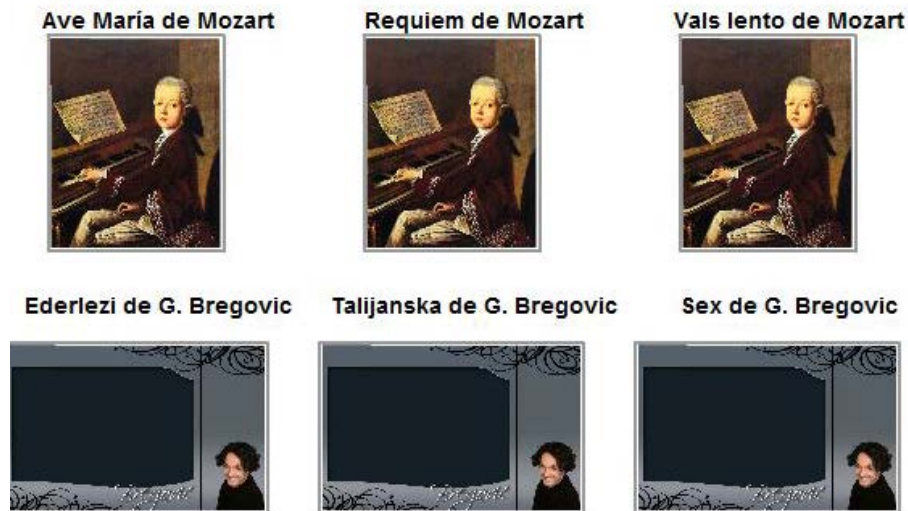 Ave María de Mozart
Requiem de Mozart
Vals lento de Mozart
Ederlezi de G. Bregovic
Talijanska de G. Bregovic
Sex de G. Bregovic